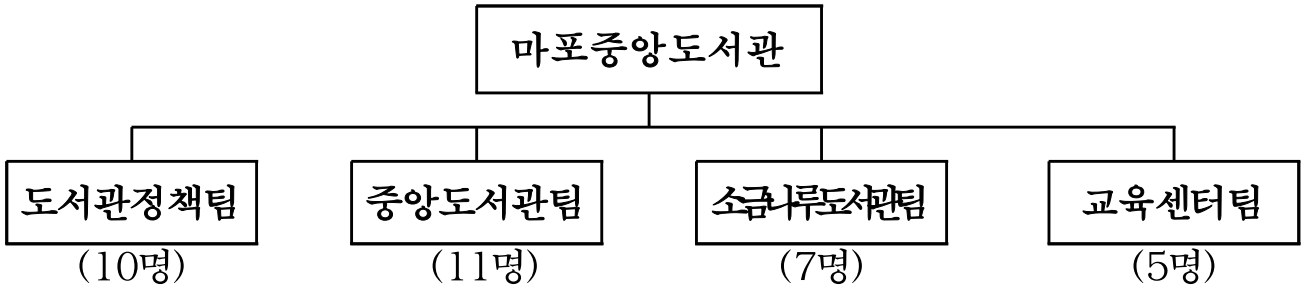 마포중앙도서관
도서관정책팀 중앙도서관팀 소금나루도서관팀 교육센터팀
(10명) (11명) (7명) (5명)